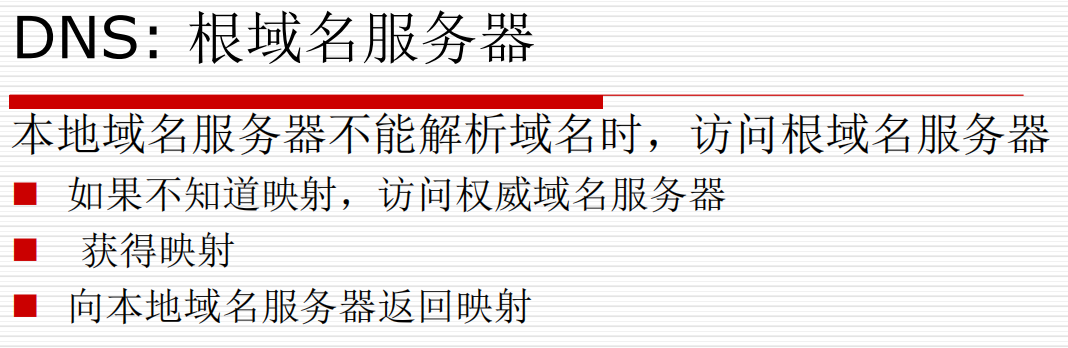 DNS: 根域名服务器
本地域名服务器不能解析域名时，访问根域名服务器
如果不知道映射，访问权威域名服务器
获得映射
向本地域名服务器返回映射